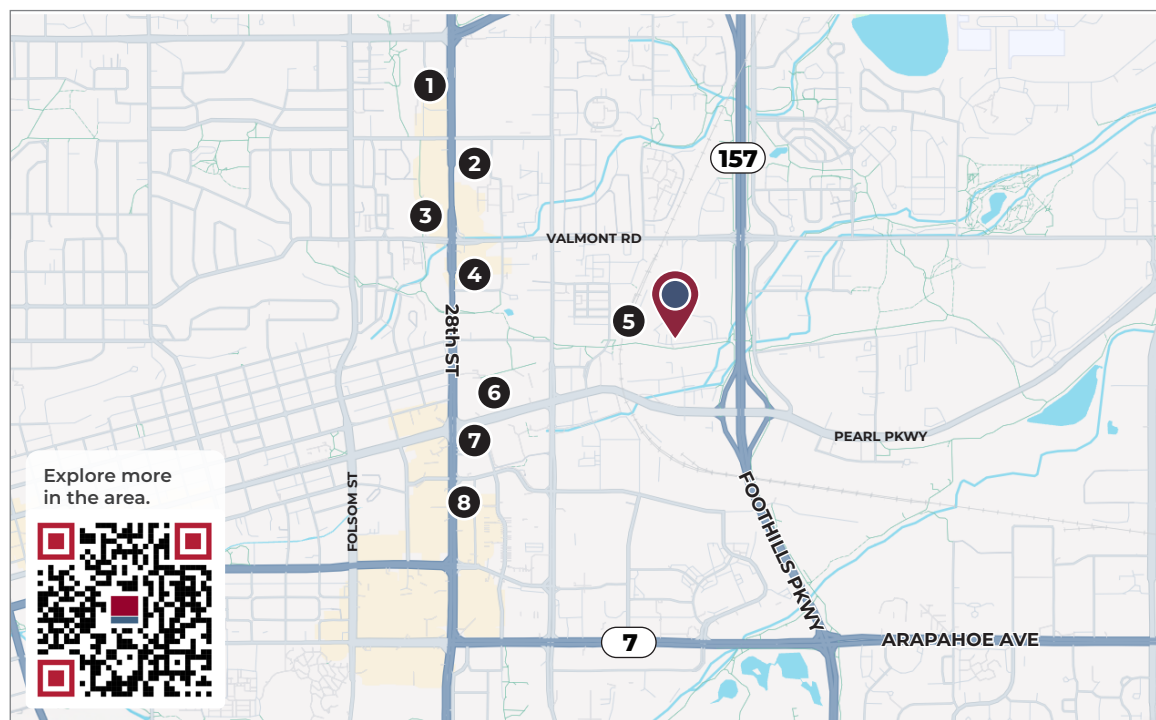 1
2
157
3
VALMONT RD
4
28th ST
5
6
7
PEARL PKWY
Explore more
in the area.
FOLSOM ST
8
FOOTHILLS PKWY
7
ARAPAHOE AVE